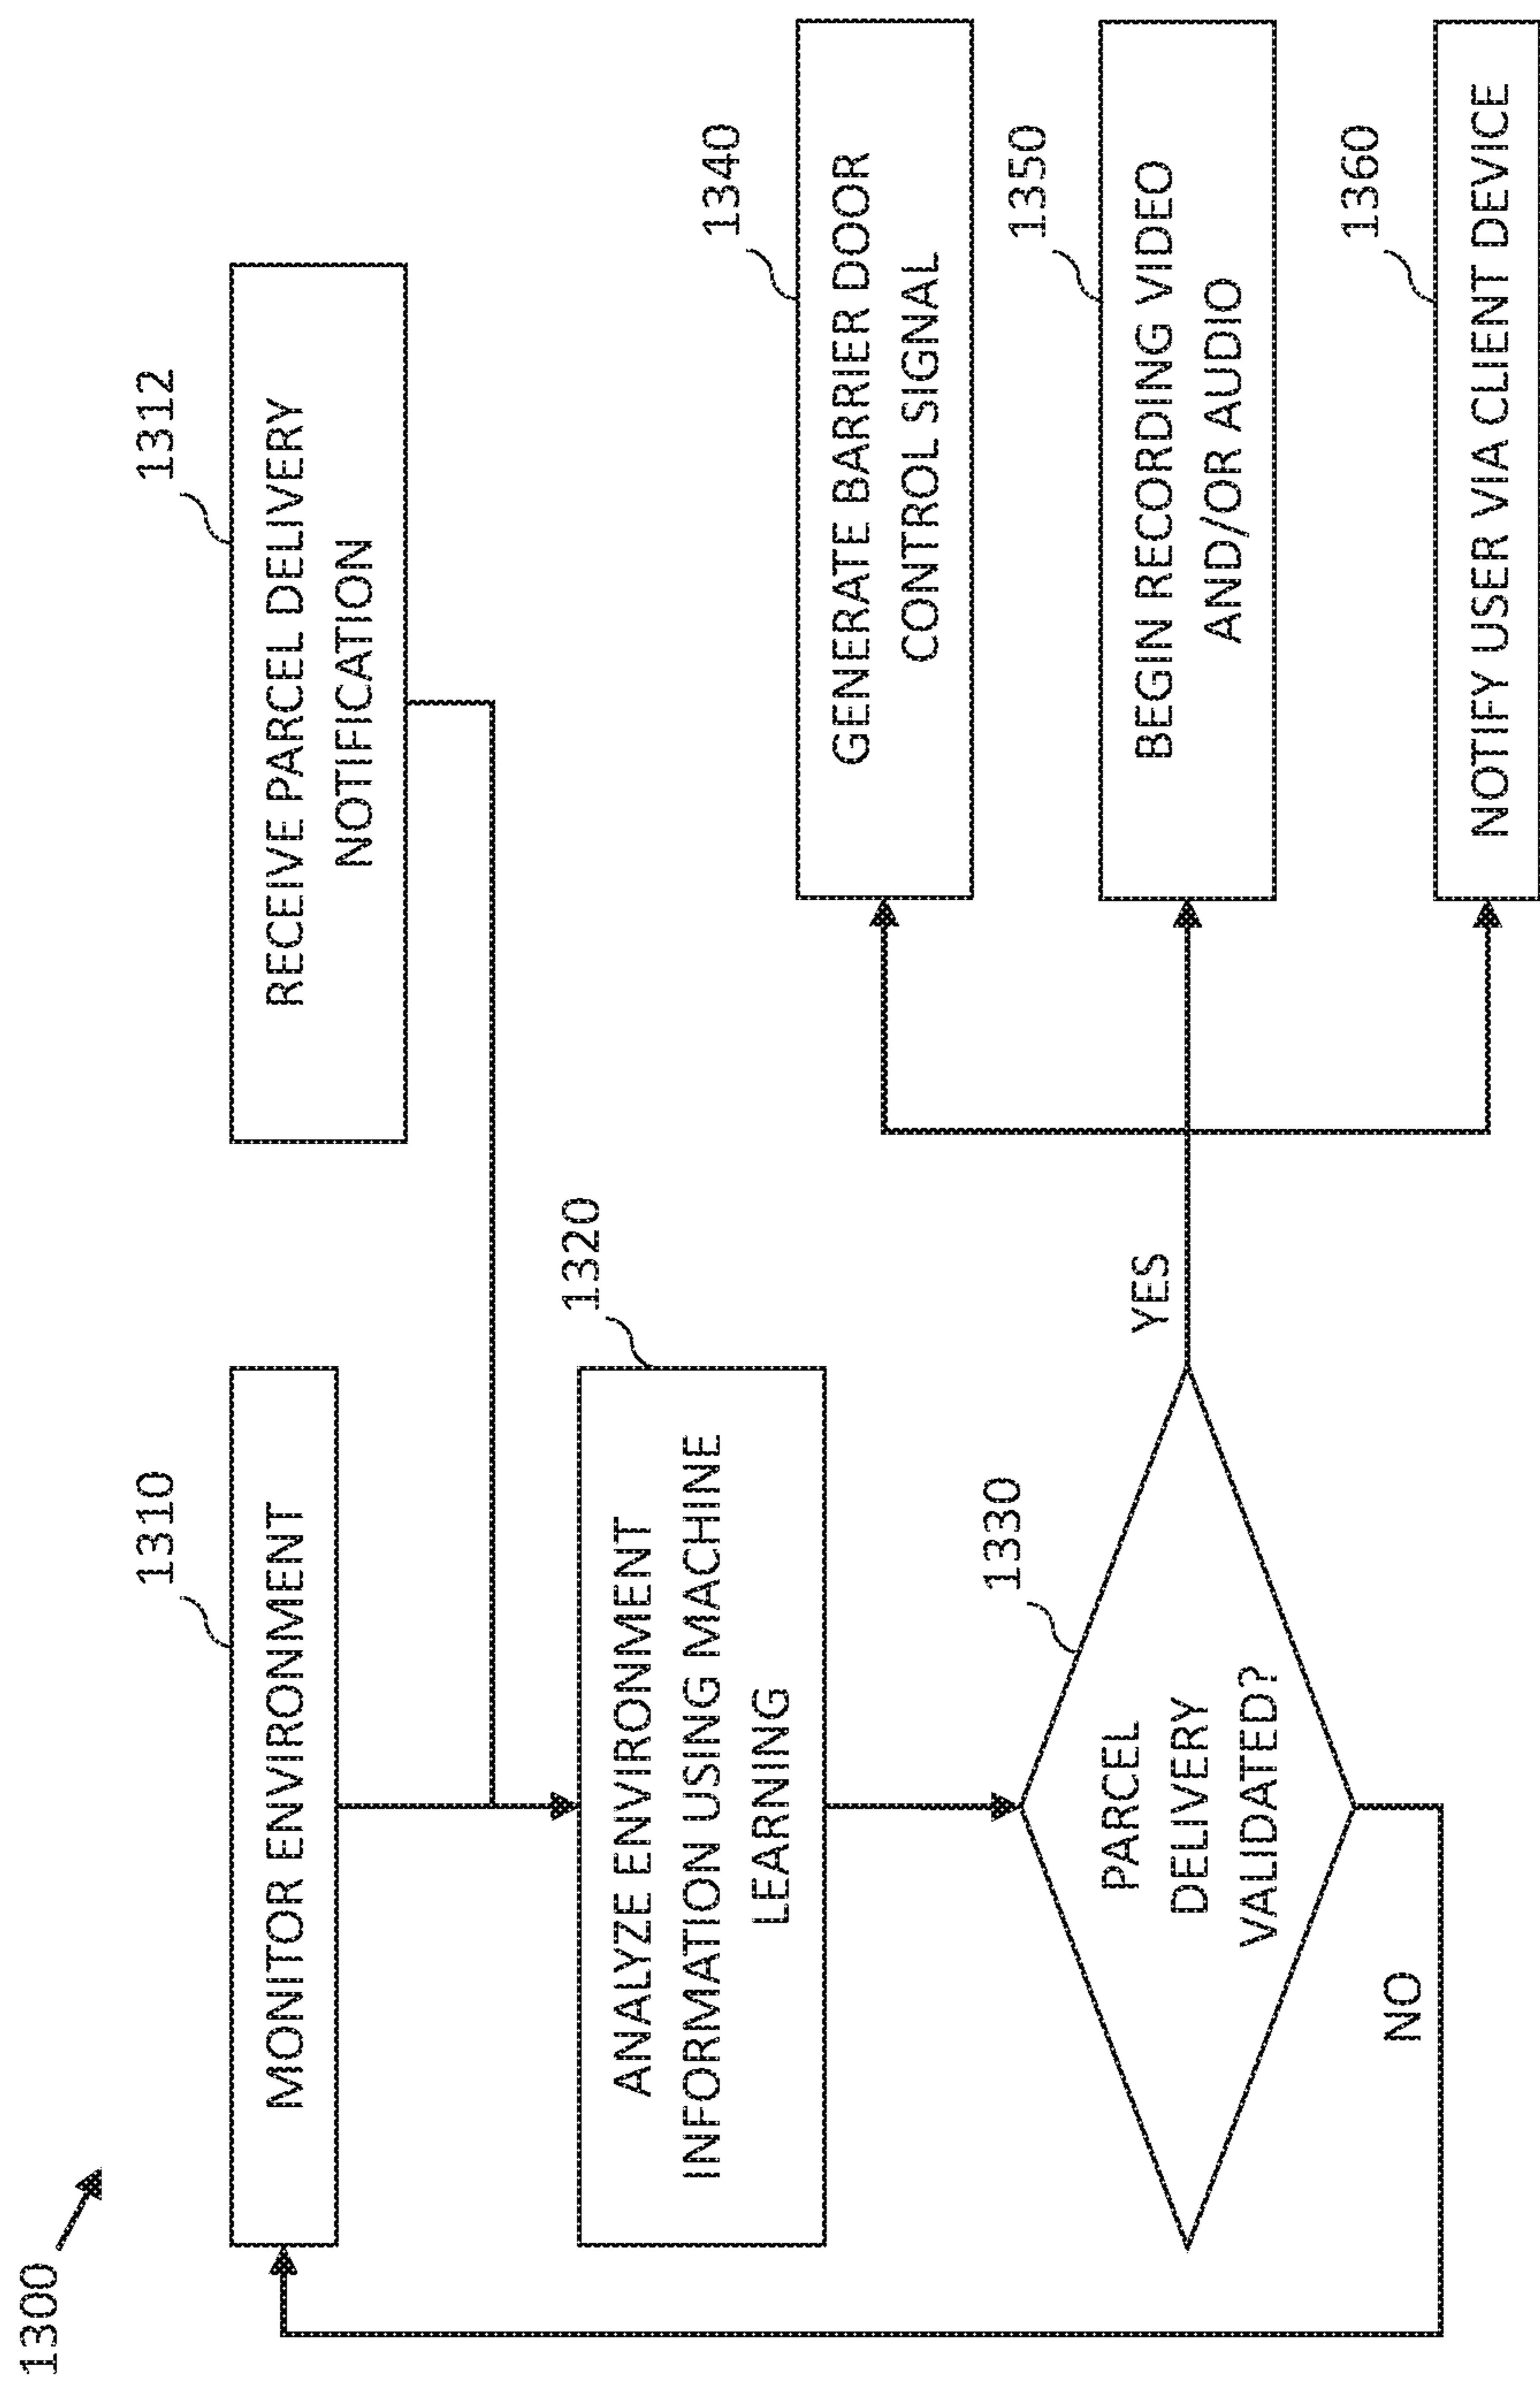 1300
1310
MONITOR ENVIRONMENT
1312
RECEIVE PARCEL DELIVERY
NOTIFICATION
1320
ANALYZE ENVIRONMENT
INFORMATION USING MACHINE
LEARNING
1330
PARCEL
DELIVERY
VALIDATED?
YES
NO
1340
GENERATE BARRIER DOOR
CONTROL SIGNAL
1350
BEGIN RECORDING VIDEO
AND/OR AUDIO
1360
NOTIFY USER VIA CLIENT DEVICE